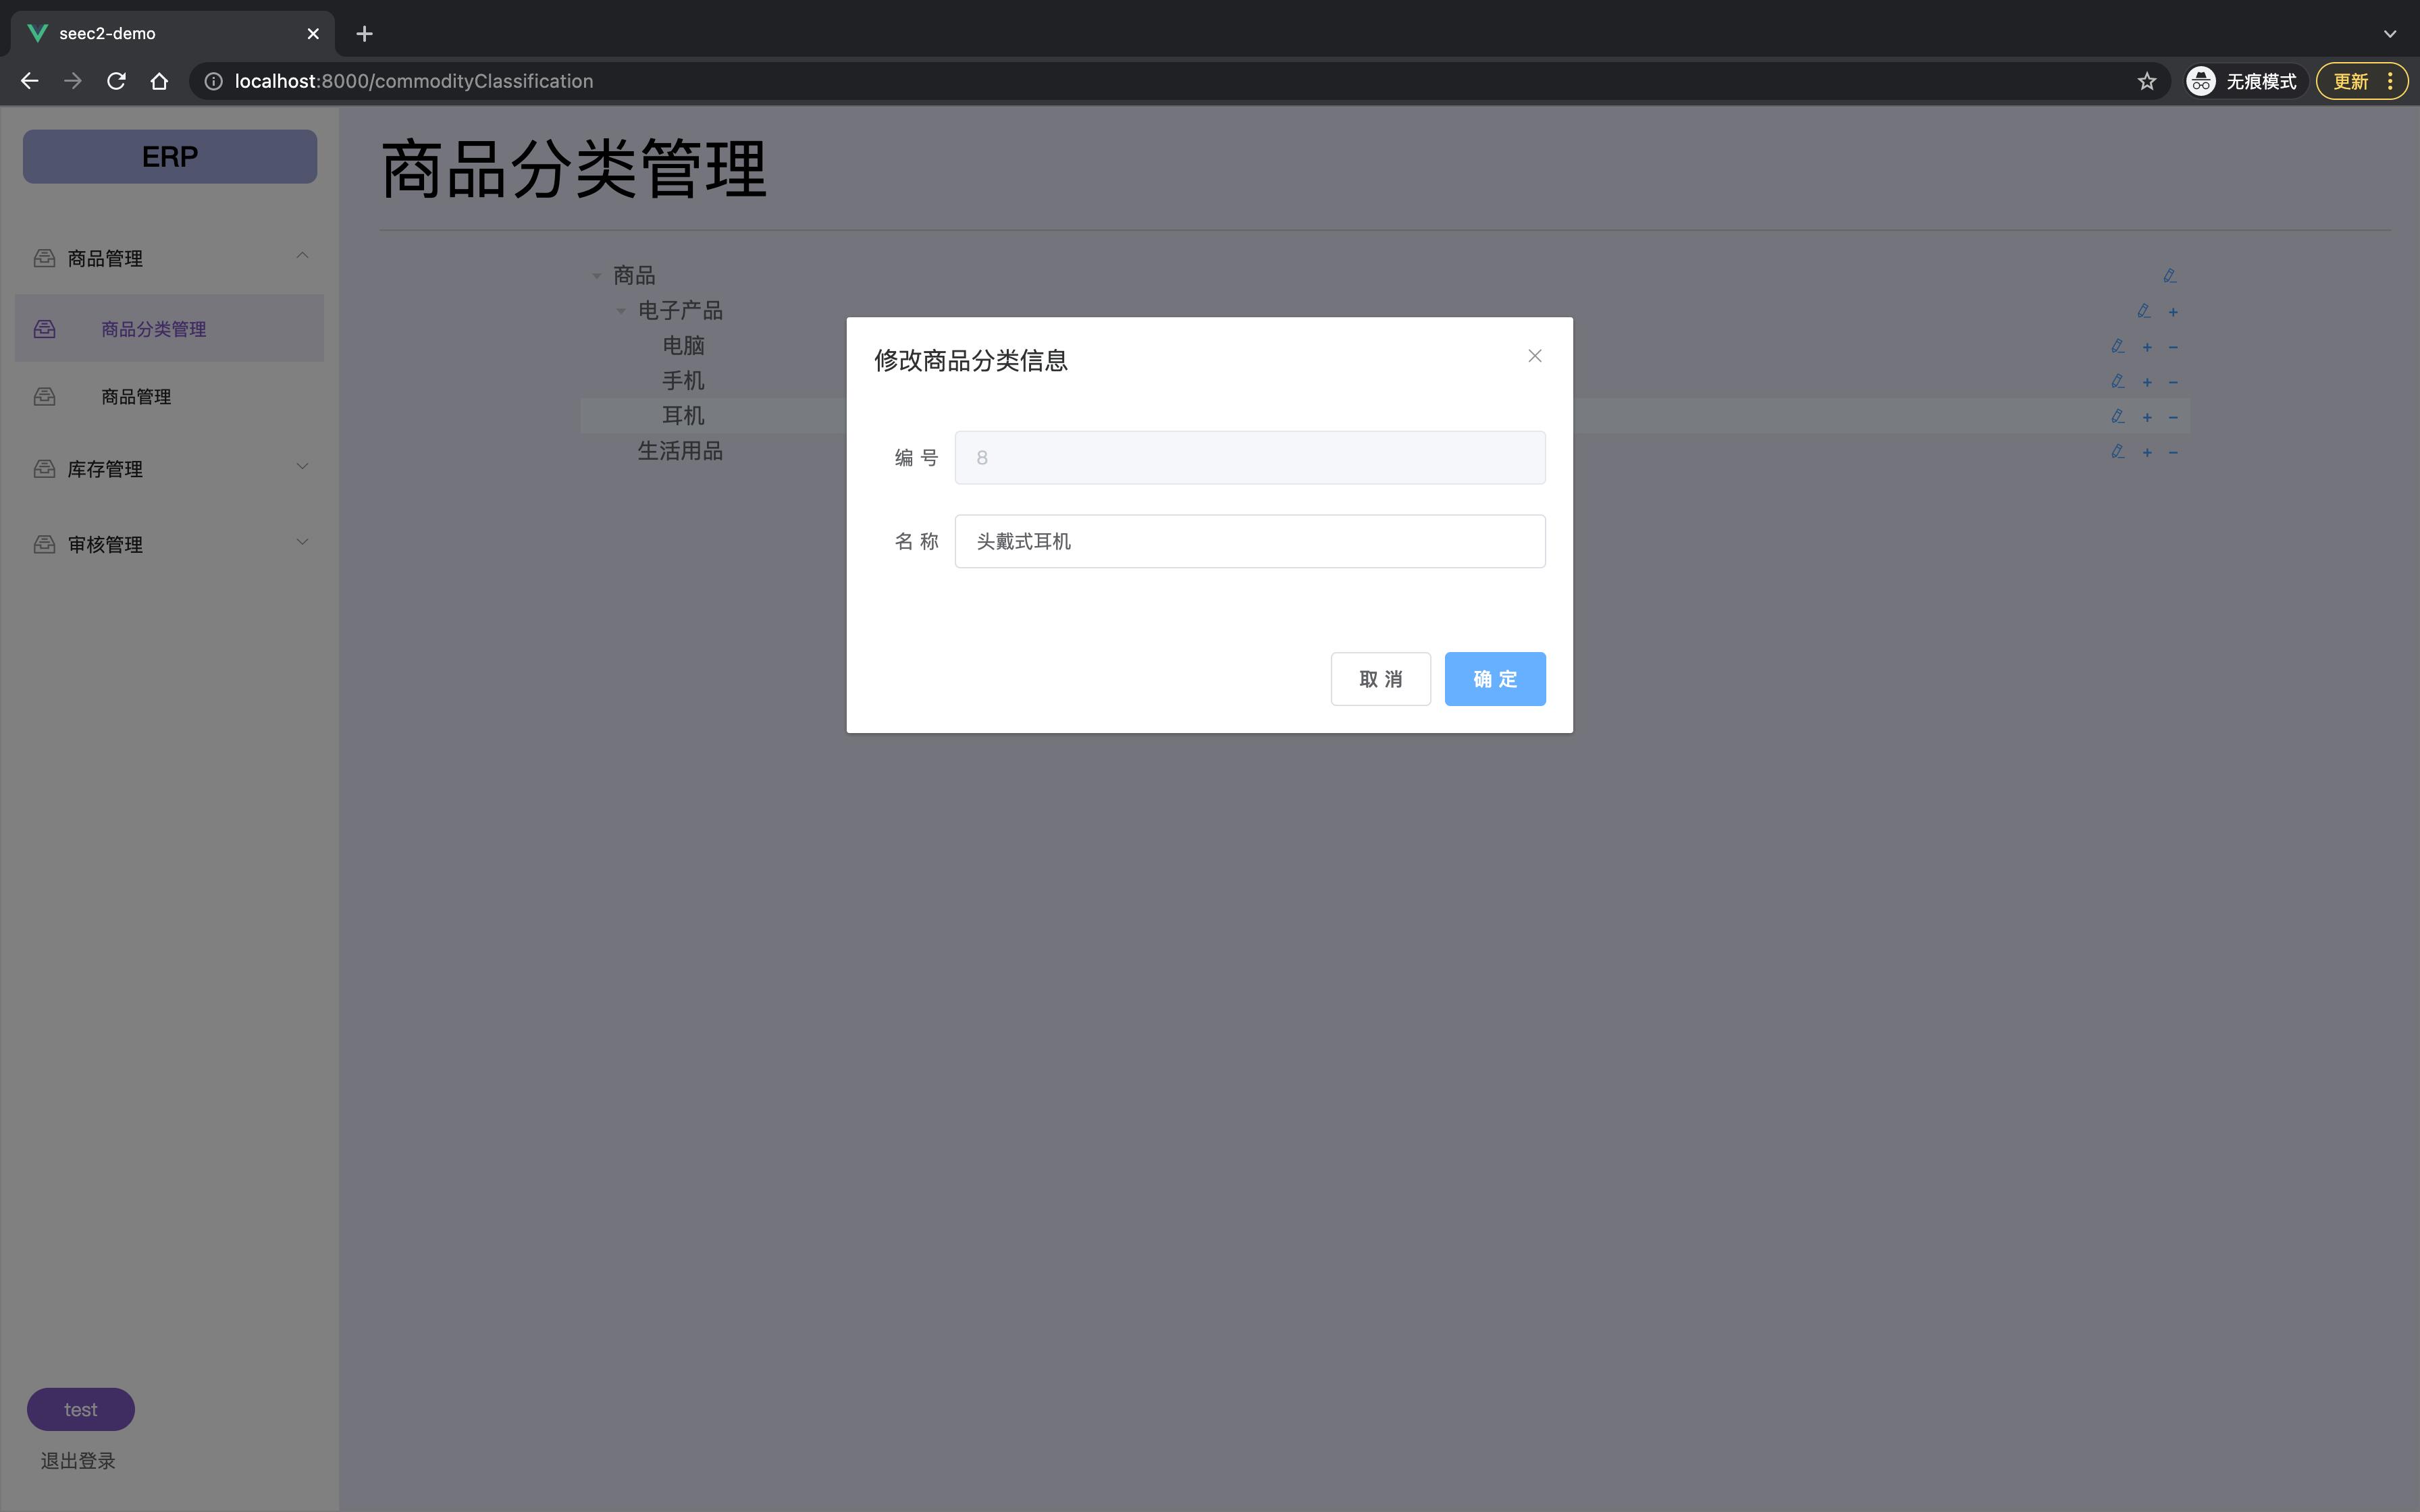 seec2-demo
localhost:8000/commodityClassification
无痕模式
更新
ERP
商品管理
商品分类管理
商品管理
库存管理
审核管理
test
退出登录
商品分类管理
商品
电子产品
电脑
手机
耳机
生活用品
修改商品分类信息
编 号 8
名 称 头戴式耳机
取 消 确 定